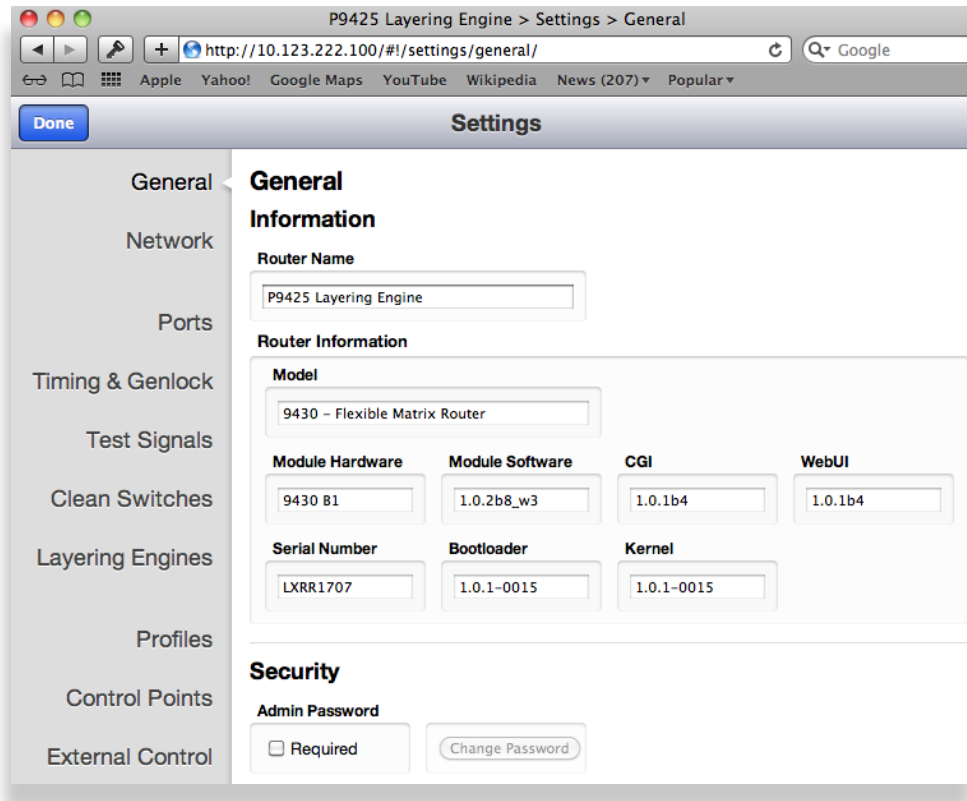 P9425 Layering Engine > Settings > General
http://10.123.222.100/#!/settings/general/
Google
Apple Yahoo! Google Maps YouTube Wikipedia News (207) Popular
Done Settings
General
Network
Ports
Timing & Genlock
Test Signals
Clean Switches
Layering Engines
Profiles
Control Points
External Control
General
Information
Router Name
P9425 Layering Engine
Router Information
Model
9430 – Flexible Matrix Router
Module Hardware Module Software CGI WebUI
9430 B1 1.0.2b8_w3 1.0.1b4 1.0.1b4
Serial Number Bootloader Kernel
LXRR1707 1.0.1-0015 1.0.1-0015
Security
Admin Password
Required Change Password